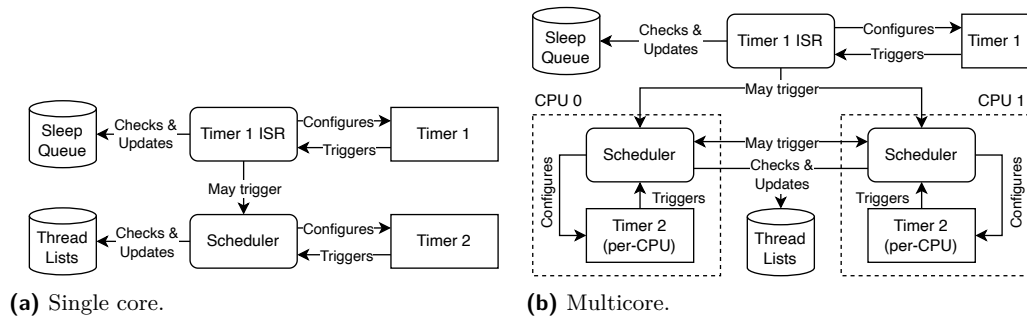 Sleep
Queue
Checks &
Updates
Timer 1 ISR
Configures
Triggers
Timer 1
May trigger
Thread
Lists
Checks &
Updates
Scheduler
Configures
Triggers
Timer 2
(a) Single core.
Sleep
Queue
Checks &
Updates
Timer 1 ISR
Configures
Triggers
Timer 1
May trigger
CPU 0
CPU 1
Scheduler
May trigger
Scheduler
Checks &
Updates
Configures
Triggers
Timer 2
(per-CPU)
Thread
Lists
Triggers
Configures
Timer 2
(per-CPU)
(b) Multicore.